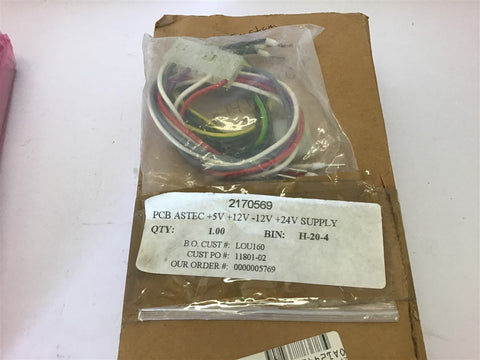 2170569
PCB ASTEC +5V +12V -12V +24V SUPPLY
QTY: 1.00 BIN: H-20-4
B.O. CUST #: LOU160
CUST PO #: 11801-02
OUR ORDER #: 0000005769